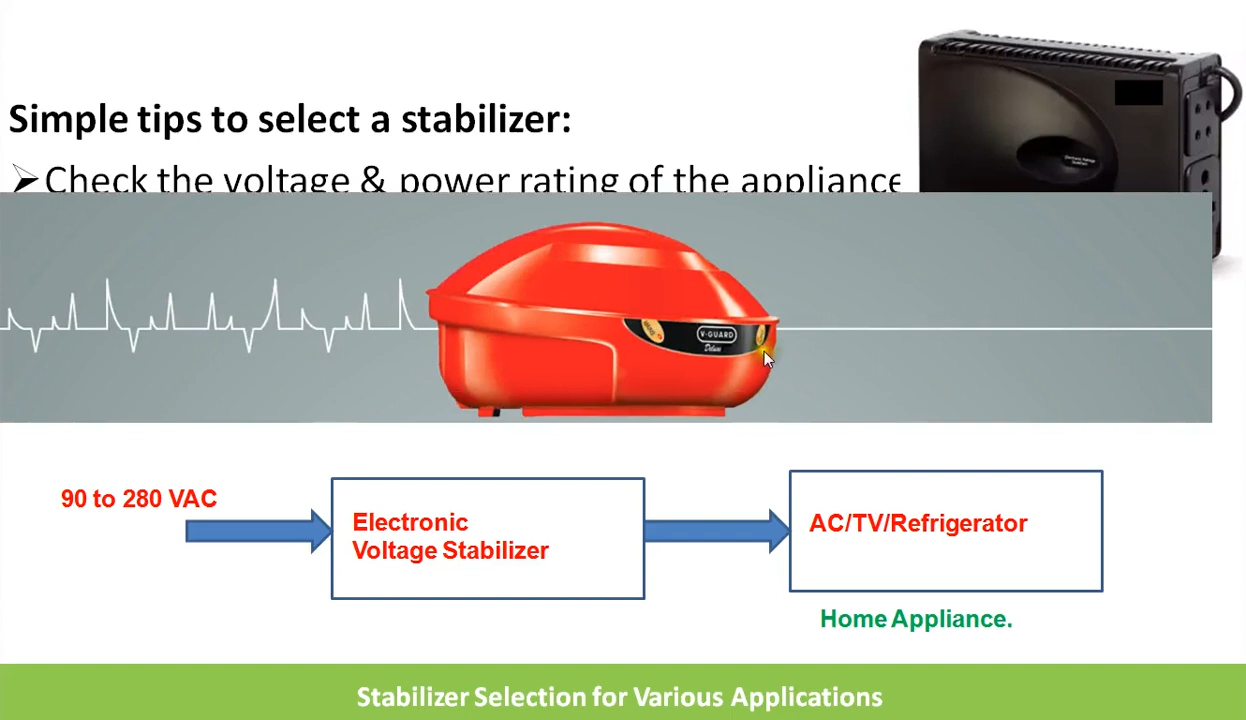 Simple tips to select a stabilizer:
➢Check the voltage & power rating of the appliance
V-GUARD
Deluxe
90 to 280 VAC
Electronic
Voltage Stabilizer
AC/TV/Refrigerator
Home Appliance.
Stabilizer Selection for Various Applications